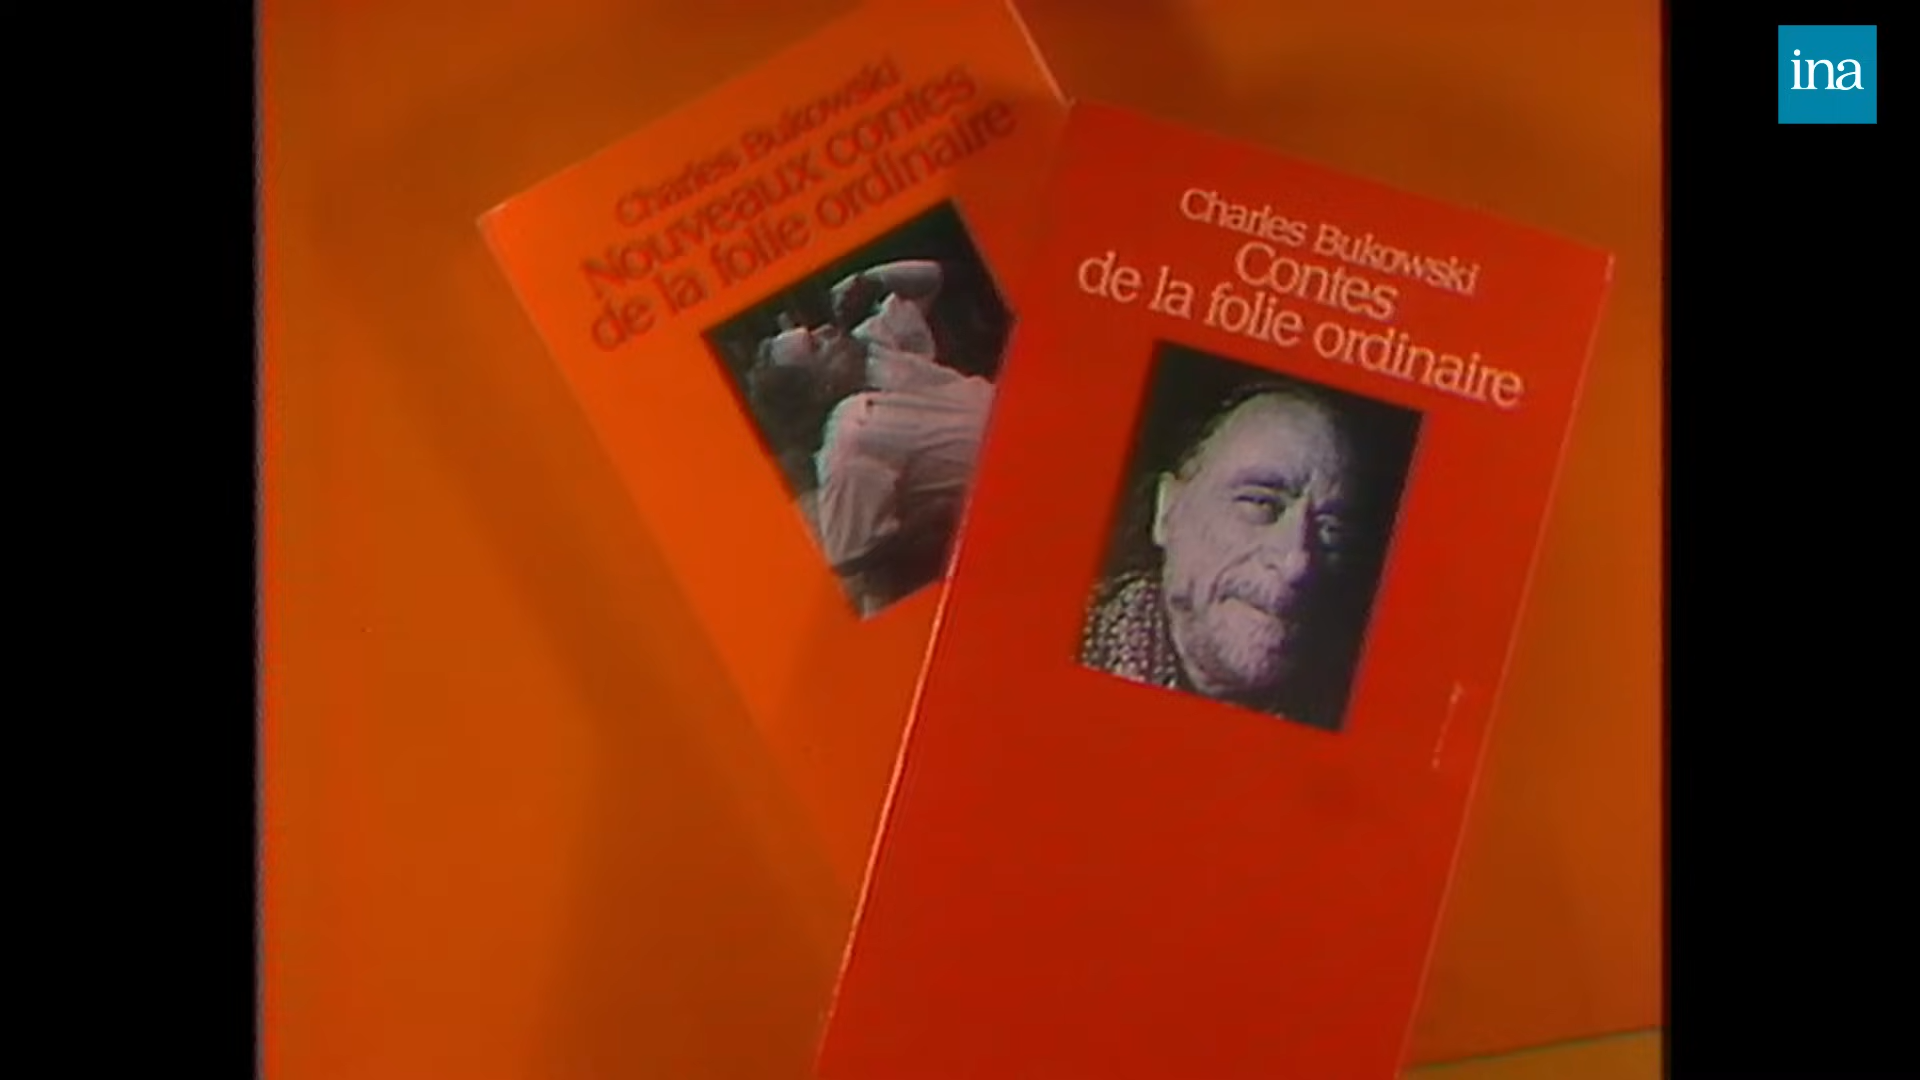 Charles Bukowski
Nouveaux contes
de la folie ordinaire
Charles Bukowski
Contes
de la folie ordinaire
ina